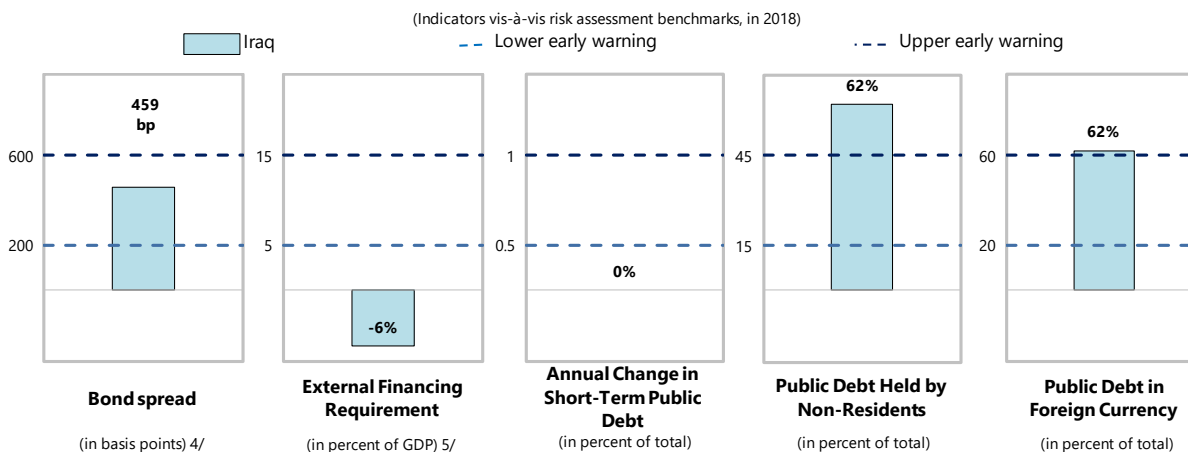 (Indicators vis-à-vis risk assessment benchmarks, in 2018)
Iraq
Lower early warning
Upper early warning
459
bp
600
200
Bond spread
(in basis points) 4/
15
5
-6%
External Financing
Requirement
(in percent of GDP) 5/
1
0.5
0%
Annual Change in
Short-Term Public
Debt
(in percent of total)
62%
45
15
Public Debt Held by
Non-Residents
(in percent of total)
62%
60
20
Public Debt in
Foreign Currency
(in percent of total)